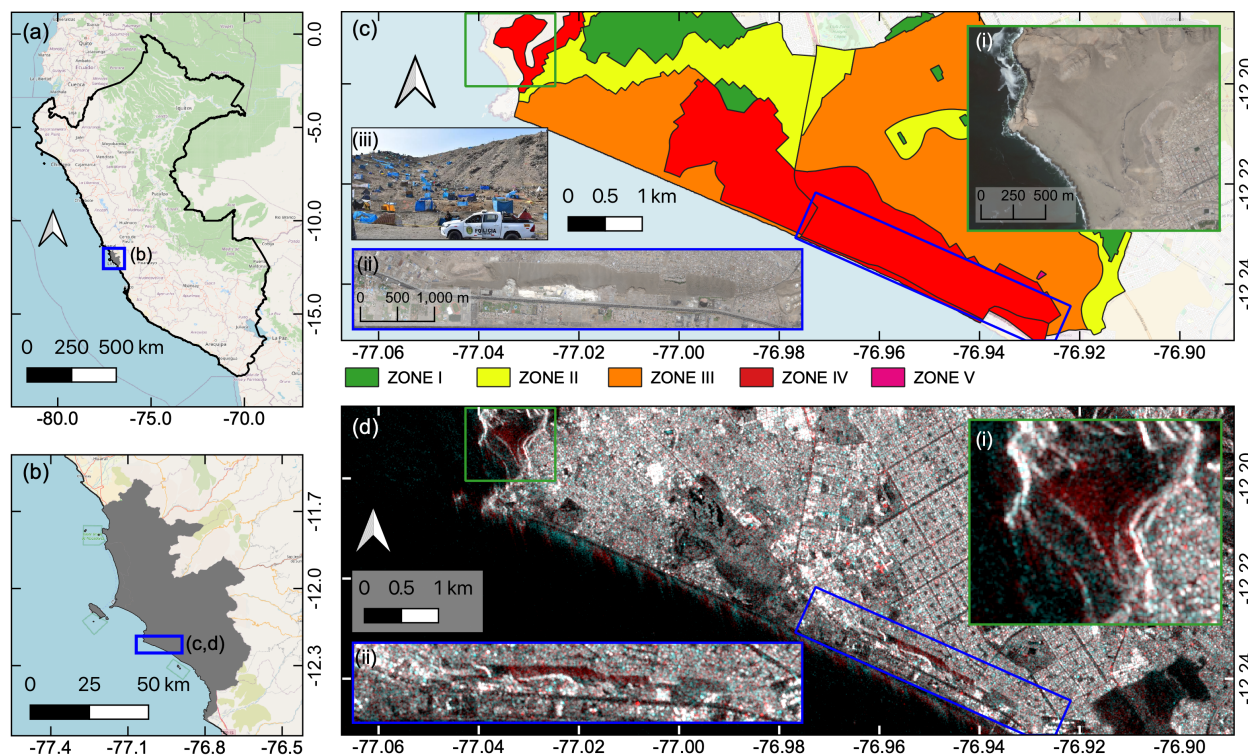 (a)
0.0
-5.0
-10.0
-15.0
Quito
Ecuador
Cuenca
(b)
0 250 500 km
-80.0 -75.0 -70.0
(b)
-11.7
-12.0
-12.3
(c,d)
0 25 50 km
-77.4 -77.1 -76.8 -76.5
(c)
(i)
0 250 500 m
-12.20
-12.22
-12.24
(iii)
POLICIA
0 0.5 1 km
(ii)
0 500 1,000 m
-77.06 -77.04 -77.02 -77.00 -76.98 -76.96 -76.94 -76.92 -76.90
ZONE I ZONE II ZONE III ZONE IV ZONE V
(d)
(i)
-12.20
-12.22
-12.24
0 0.5 1 km
(ii)
-77.06 -77.04 -77.02 -77.00 -76.98 -76.96 -76.94 -76.92 -76.90